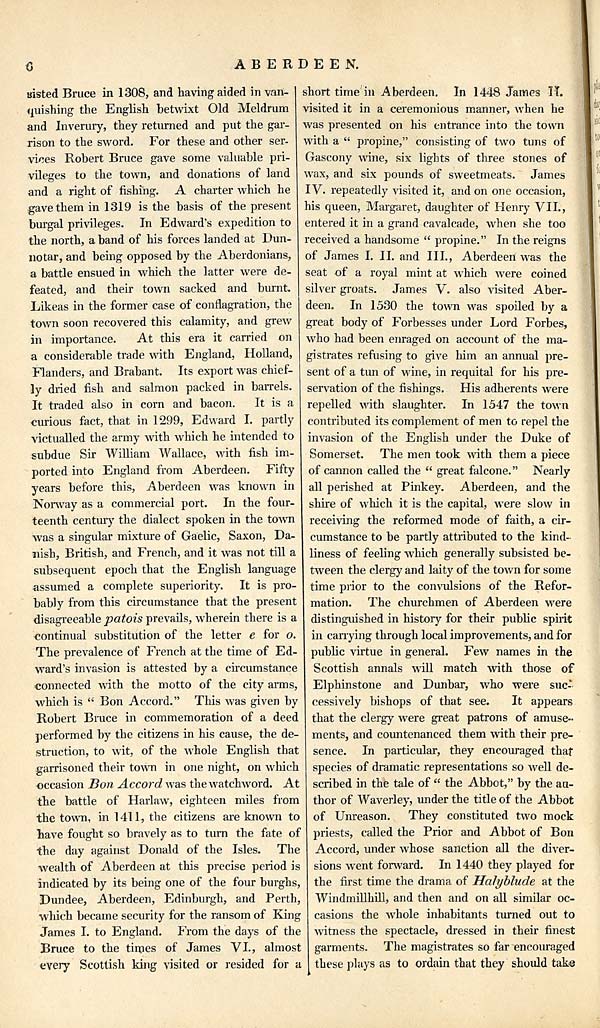 6
ABERDEEN.
sisted Bruce in 1308, and having aided in van-
quishing the English betwixt Old Meldrum
and Inverury, they returned and put the gar-
rison to the sword. For these and other ser-
vices Robert Bruce gave some valuable pri-
vileges to the town, and donations of land
and a right of fishing. A charter which he
gave them in 1319 is the basis of the present
burgal privileges. In Edward's expedition to
the north, a band of his forces landed at Dun-
notar, and being opposed by the Aberdonians,
a battle ensued in which the latter were de-
feated, and their town sacked and burnt.
Likeas in the former case of conflagration, the
town soon recovered this calamity, and grew
in importance. At this era it carried on
a considerable trade with England, Holland,
Flanders, and Brabant. Its export was chief-
ly dried fish and salmon packed in barrels.
It traded also in corn and bacon. It is a
curious fact, that in 1299, Edward I. partly
victualled the army with which he intended to
subdue Sir William Wallace, with fish im-
ported into England from Aberdeen. Fifty
years before this, Aberdeen was known in
Norway as a commercial port. In the four-
teenth century the dialect spoken in the town
was a singular mixture of Gaelic, Saxon, Da-
nish, British, and French, and it was not till a
subsequent epoch that the English language
assumed a complete superiority. It is pro-
bably from this circumstance that the present
disagreeable patois prevails, wherein there is a
continual substitution of the letter e for o.
The prevalence of French at the time of Ed-
ward's invasion is attested by a circumstance
connected with the motto of the city arms,
which is " Bon Accord." This was given by
Robert Bruce in commemoration of a deed
performed by the citizens in his cause, the de-
struction, to wit, of the whole English that
garrisoned their town in one night, on which
occasion Bon Accord was the watchword. At
the battle of Harlaw, eighteen miles from
the town, in 1411, the citizens are known to
have fought so bravely as to turn the fate of
the day against Donald of the Isles. The
wealth of Aberdeen at this precise period is
indicated by its being one of the four burghs,
Dundee, Aberdeen, Edinburgh, and Perth,
which became security for the ransom of King
James I. to England. From the days of the
Bruce to the times of James VI., almost
every Scottish king visited or resided for a
short time in Aberdeen. In 1448 James II.
visited it in a ceremonious manner, when he
was presented on his entrance into the town
with a " propine," consisting of two tuns of
Gascony wine, six lights of three stones of
wax, and six pounds of sweetmeats. James
IV. repeatedly visited it, and on one occasion,
his queen, Margaret, daughter of Henry VII.,
entered it in a grand cavalcade, when she too
received a handsome " propine." In the reigns
of James I. II. and III., Aberdeen was the
seat of a royal mint at which were coined
silver groats. James V. also visited Aber-
deen. In 1530 the town was spoiled by a
great body of Forbesses under Lord Forbes,
who had been enraged on account of the ma-
gistrates refusing to give him an annual pre-
sent of a tun of wine, in requital for his pre-
servation of the fishings. His adherents were
repelled with slaughter. In 1547 the town
contributed its complement of men to repel the
invasion of the English under the Duke of
Somerset. The men took with them a piece
of cannon called the " great falcone." Nearly
all perished at Pinkey. Aberdeen, and the
shire of which it is the capital, were slow in
receiving the reformed mode of faith, a cir-
cumstance to be partly attributed to the kind-
liness of feeling which generally subsisted be-
tween the clergy and laity of the town for some
time prior to the convulsions of the Refor-
mation. The churchmen of Aberdeen were
distinguished in history for their public spirit
in carrying through local improvements, and for
public virtue in general. Few names in the
Scottish annals will match with those of
Elphinstone and Dunbar, who were suc-
cessively bishops of that see. It appears
that the clergy were great patrons of amuse-
ments, and countenanced them with their pre-
sence. In particular, they encouraged that
species of dramatic representations so well de-
scribed in the tale of " the Abbot," by the au-
thor of Waverley, under the title of the Abbot
of Unreason. They constituted two mock
priests, called the Prior and Abbot of Bon
Accord, under whose sanction all the diver-
sions went forward. In 1440 they played for
the first time the drama of Halyblude at the
Windmillhill, and then and on all similar oc-
casions the whole inhabitants turned out to
witness the spectacle, dressed in their finest
garments. The magistrates so far encouraged
these plays as to ordain that they should take